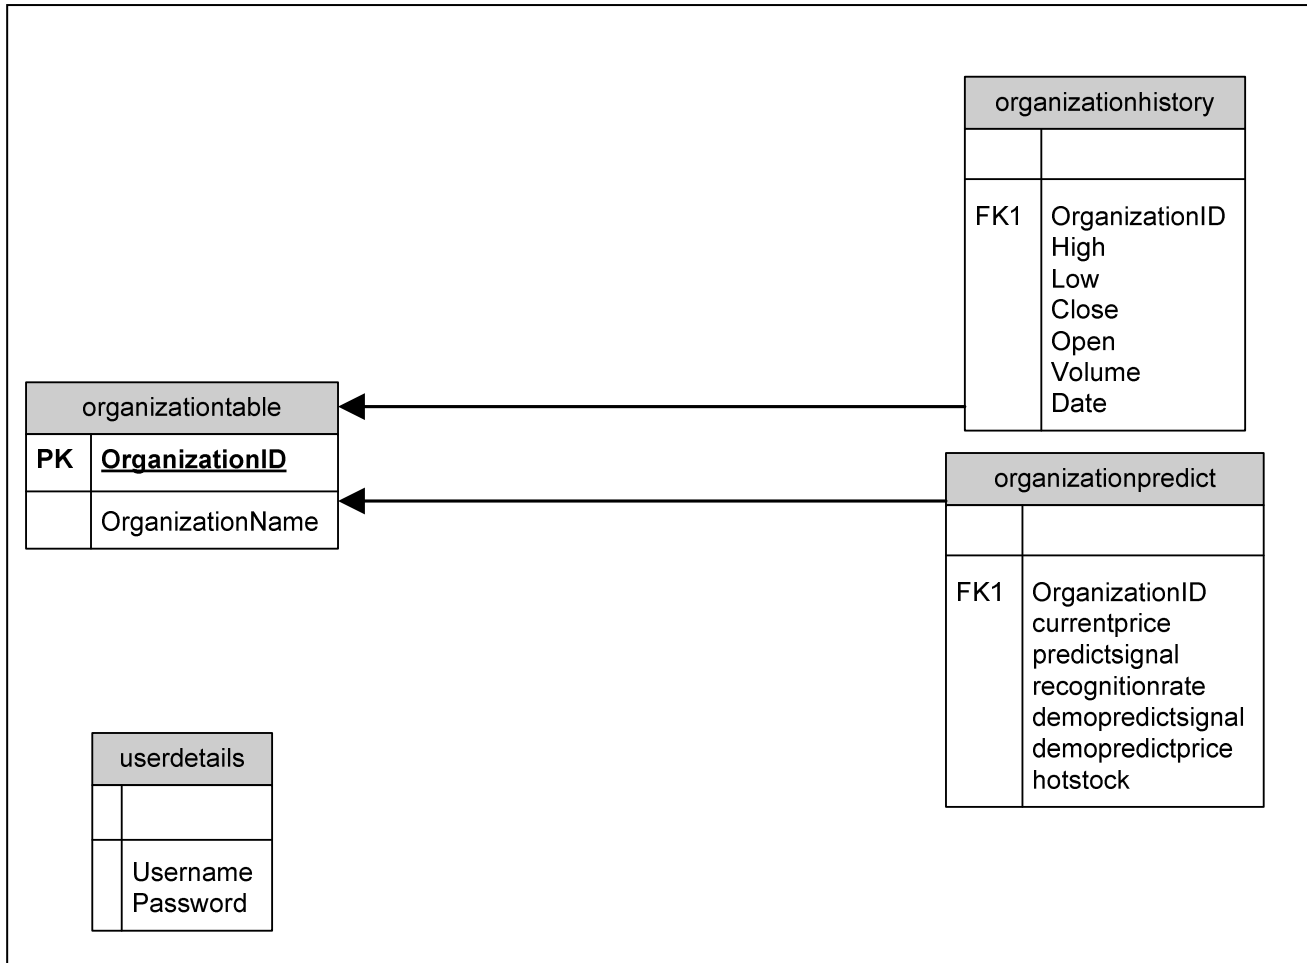 organizationhistory
FK1 OrganizationID
High
Low
Close
Open
Volume
Date
organizationtable
PK OrganizationID
OrganizationName
organizationpredict
FK1 OrganizationID
currentprice
predictsignal
recognitionrate
demopredictsignal
demopredictprice
hotstock
userdetails
Username
Password